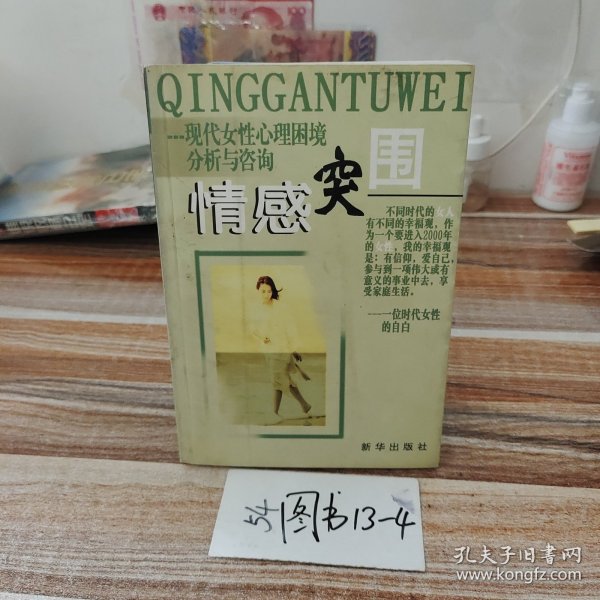 QINGGANTUWEI
---现代女性心理困境
分析与咨询
情感突围
不同时代的女人
有不同的幸福观，作
为一个要进入2000年
的女性，我的幸福观
是：有信仰，爱自己，
参与到一项伟大或有
意义的事业中去，享
受家庭生活。
---一位时代女性
的自白
新华出版社
54 图书13-4
孔夫子旧书网
www.kongfz.com
100